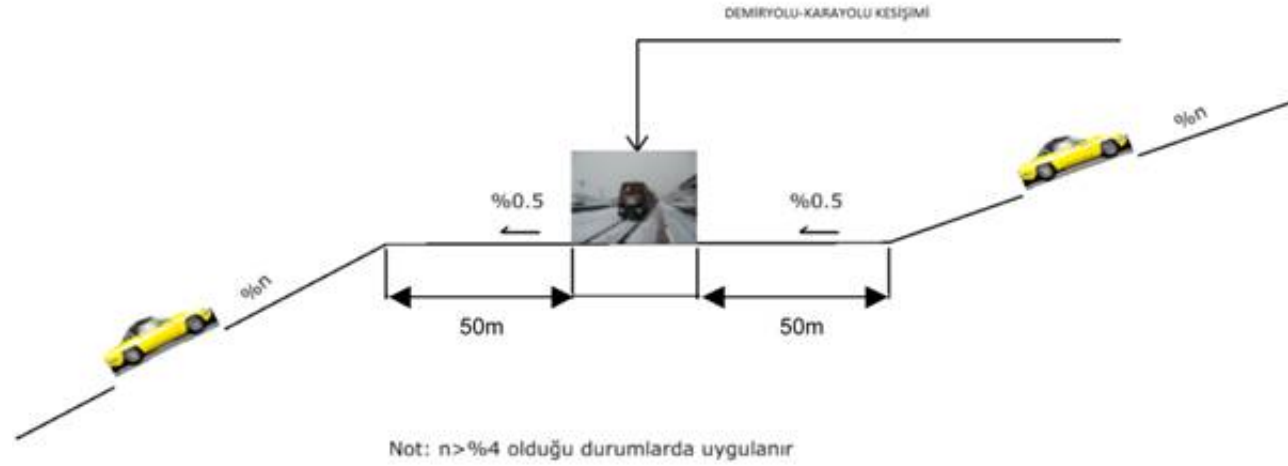 DEMİRYOLU-KARAYOLU KESİŞİMİ
%n
%0.5
%0.5
%n
50m
50m
Not: n>%4 olduğu durumlarda uygulanır